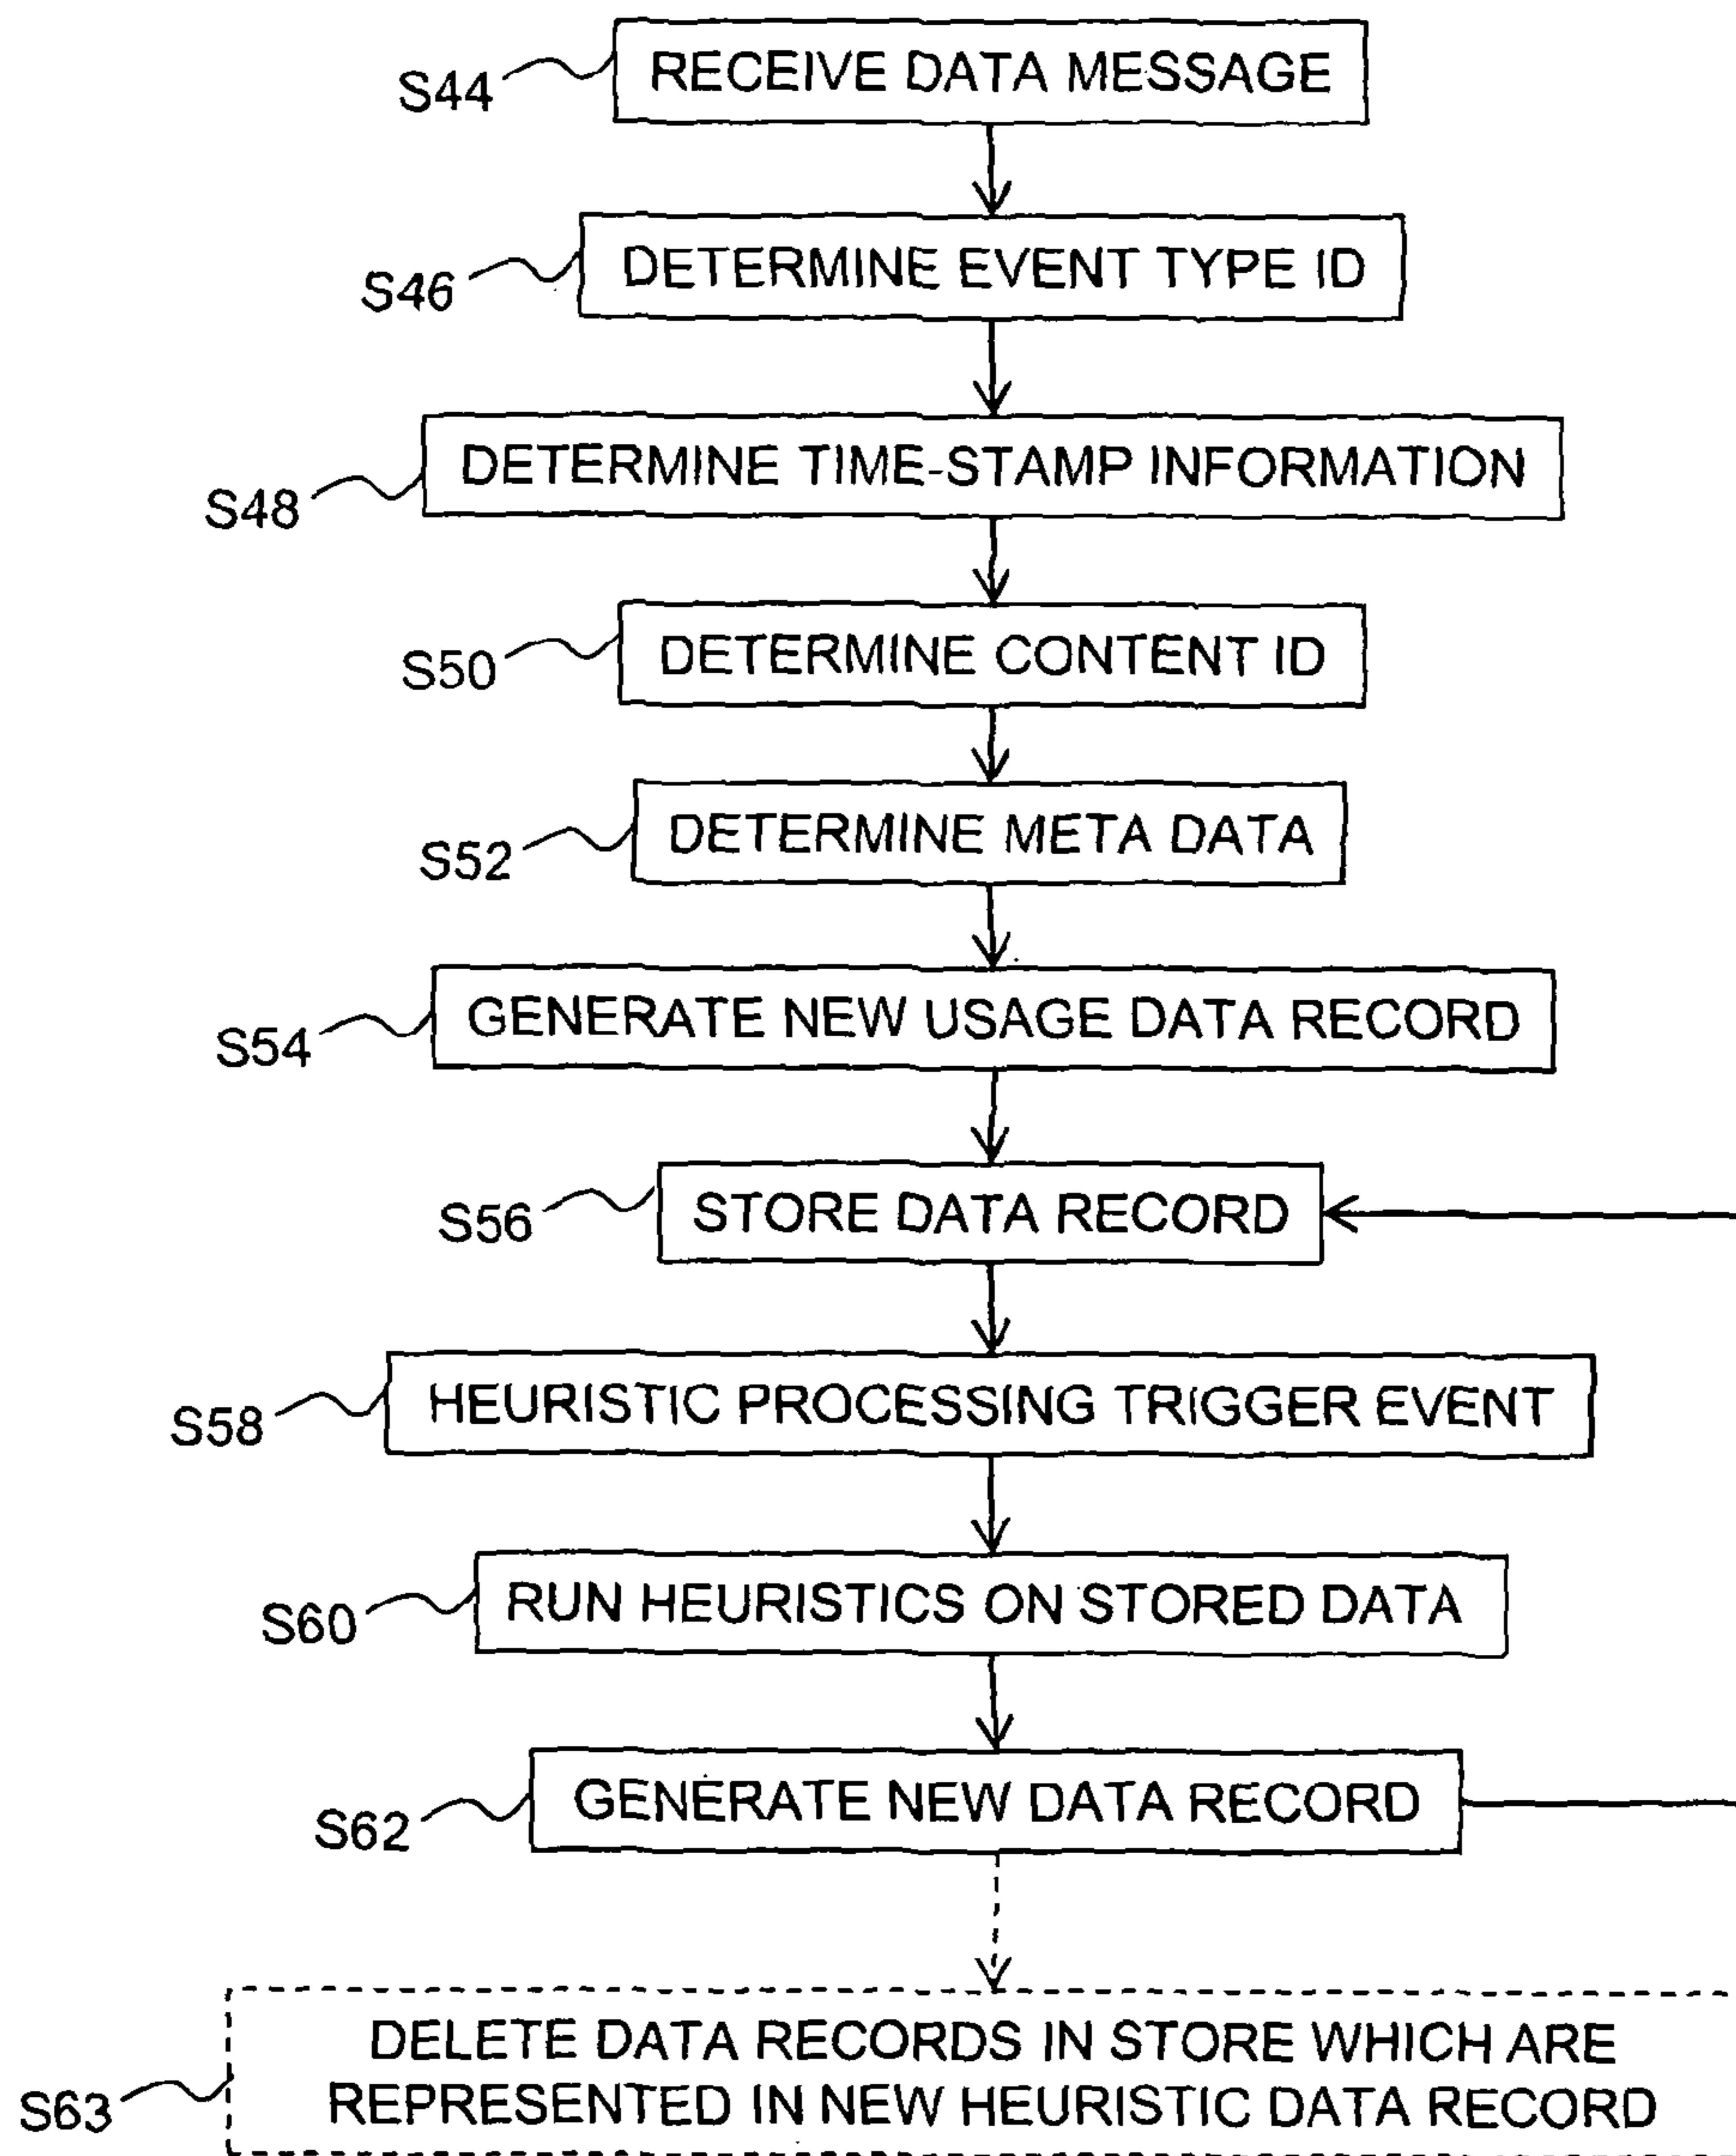 S44 RECEIVE DATA MESSAGE
S46 DETERMINE EVENT TYPE ID
S48 DETERMINE TIME-STAMP INFORMATION
S50 DETERMINE CONTENT ID
S52 DETERMINE META DATA
S54 GENERATE NEW USAGE DATA RECORD
S56 STORE DATA RECORD
S58 HEURISTIC PROCESSING TRIGGER EVENT
S60 RUN HEURISTICS ON STORED DATA
S62 GENERATE NEW DATA RECORD
S63 DELETE DATA RECORDS IN STORE WHICH ARE
REPRESENTED IN NEW HEURISTIC DATA RECORD